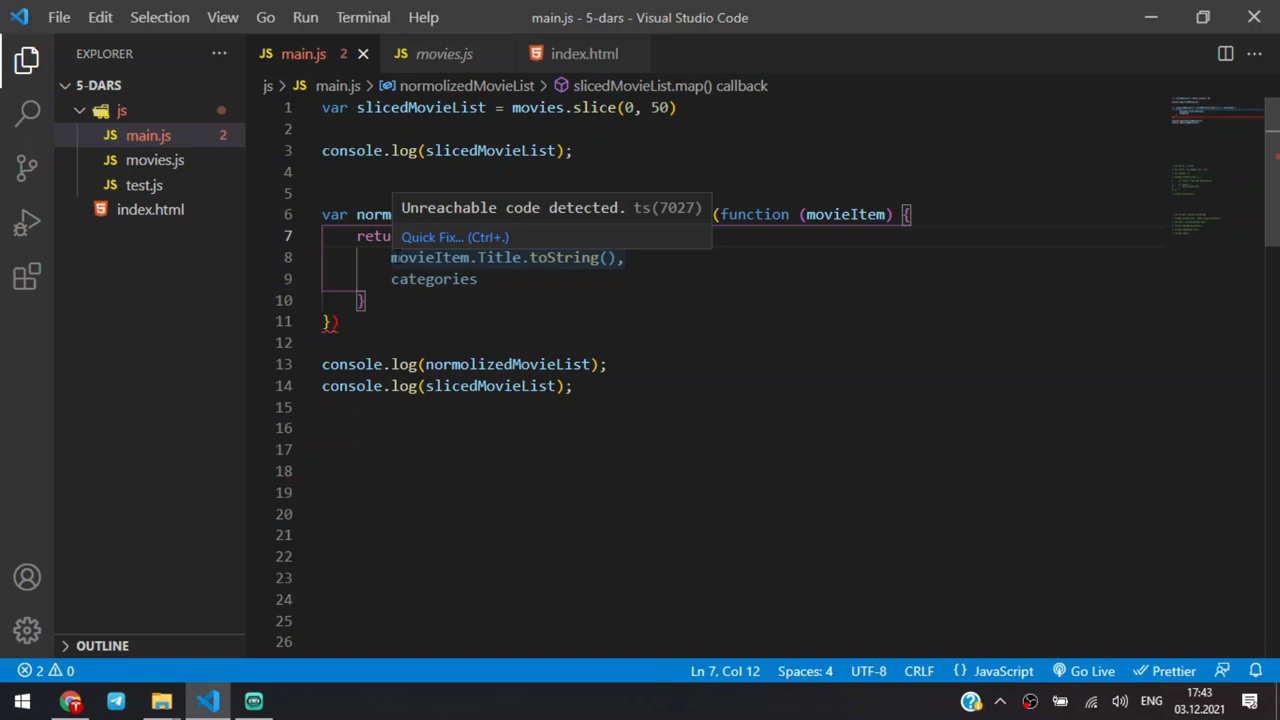 File Edit Selection View Go Run Terminal Help main.js - 5-dars - Visual Studio Code
EXPLORER
5-DARS
js
JS main.js 2
JS movies.js
JS test.js
index.html
OUTLINE
JS main.js 2 JS movies.js index.html
js > JS main.js > normolizedMovieList > slicedMovieList.map() callback
1 var slicedMovieList = movies.slice(0, 50)
2
3 console.log(slicedMovieList);
4
5
Unreachable code detected. ts(7027)
Quick Fix... (Ctrl+.)
6 var norm (function (movieItem) {
7 retu
8 movieItem.Title.toString(),
9 categories
10 }
11 })
12
13 console.log(normolizedMovieList);
14 console.log(slicedMovieList);
15
16
17
18
19
20
21
22
23
24
25
26
2 0 Ln 7, Col 12 Spaces: 4 UTF-8 CRLF {} JavaScript Go Live Prettier
ENG 17:43
03.12.2021